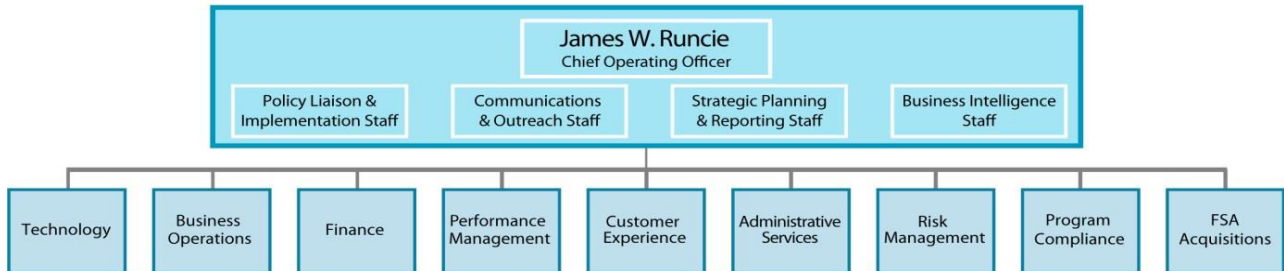 James W. Runcie
Chief Operating Officer
Policy Liaison &
Implementation Staff
Communications
& Outreach Staff
Strategic Planning
& Reporting Staff
Business Intelligence
Staff
Technology
Business
Operations
Finance
Performance
Management
Customer
Experience
Administrative
Services
Risk
Management
Program
Compliance
FSA
Acquisitions